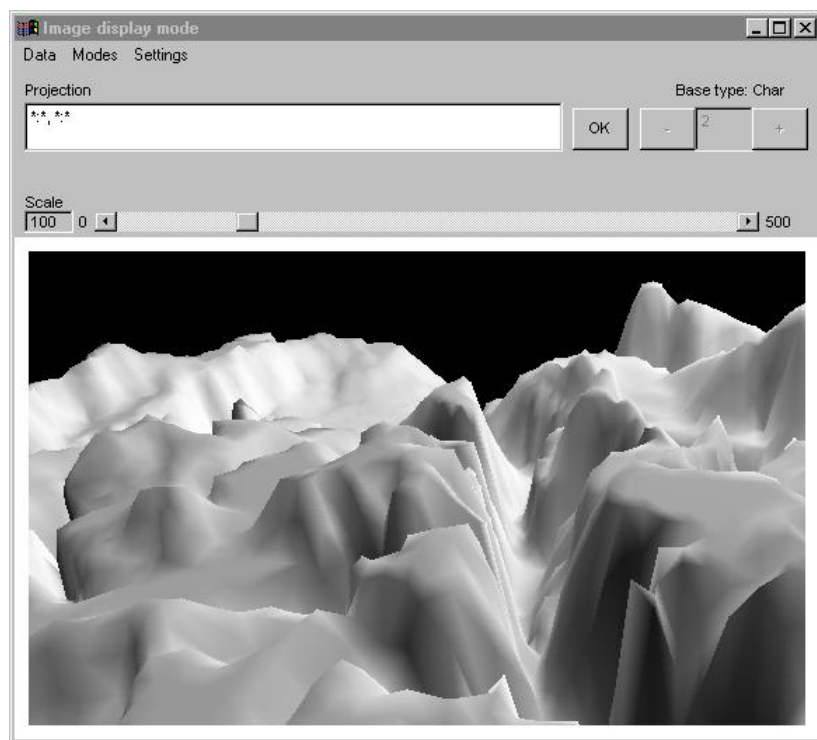 Image display mode
Data Modes Settings
Projection
Base type: Char
*:*, *:*
OK
-
2
+
Scale
100
0
500